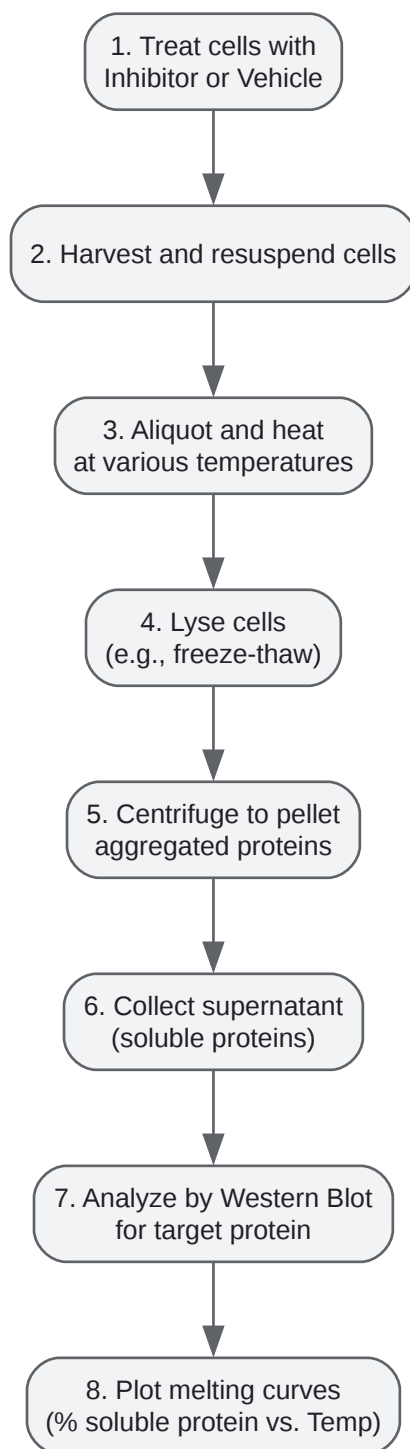 1. Treat cells with
Inhibitor or Vehicle
2. Harvest and resuspend cells
3. Aliquot and heat
at various temperatures
4. Lyse cells
(e.g., freeze-thaw)
5. Centrifuge to pellet
aggregated proteins
6. Collect supernatant
(soluble proteins)
7. Analyze by Western Blot
for target protein
8. Plot melting curves
(% soluble protein vs. Temp)